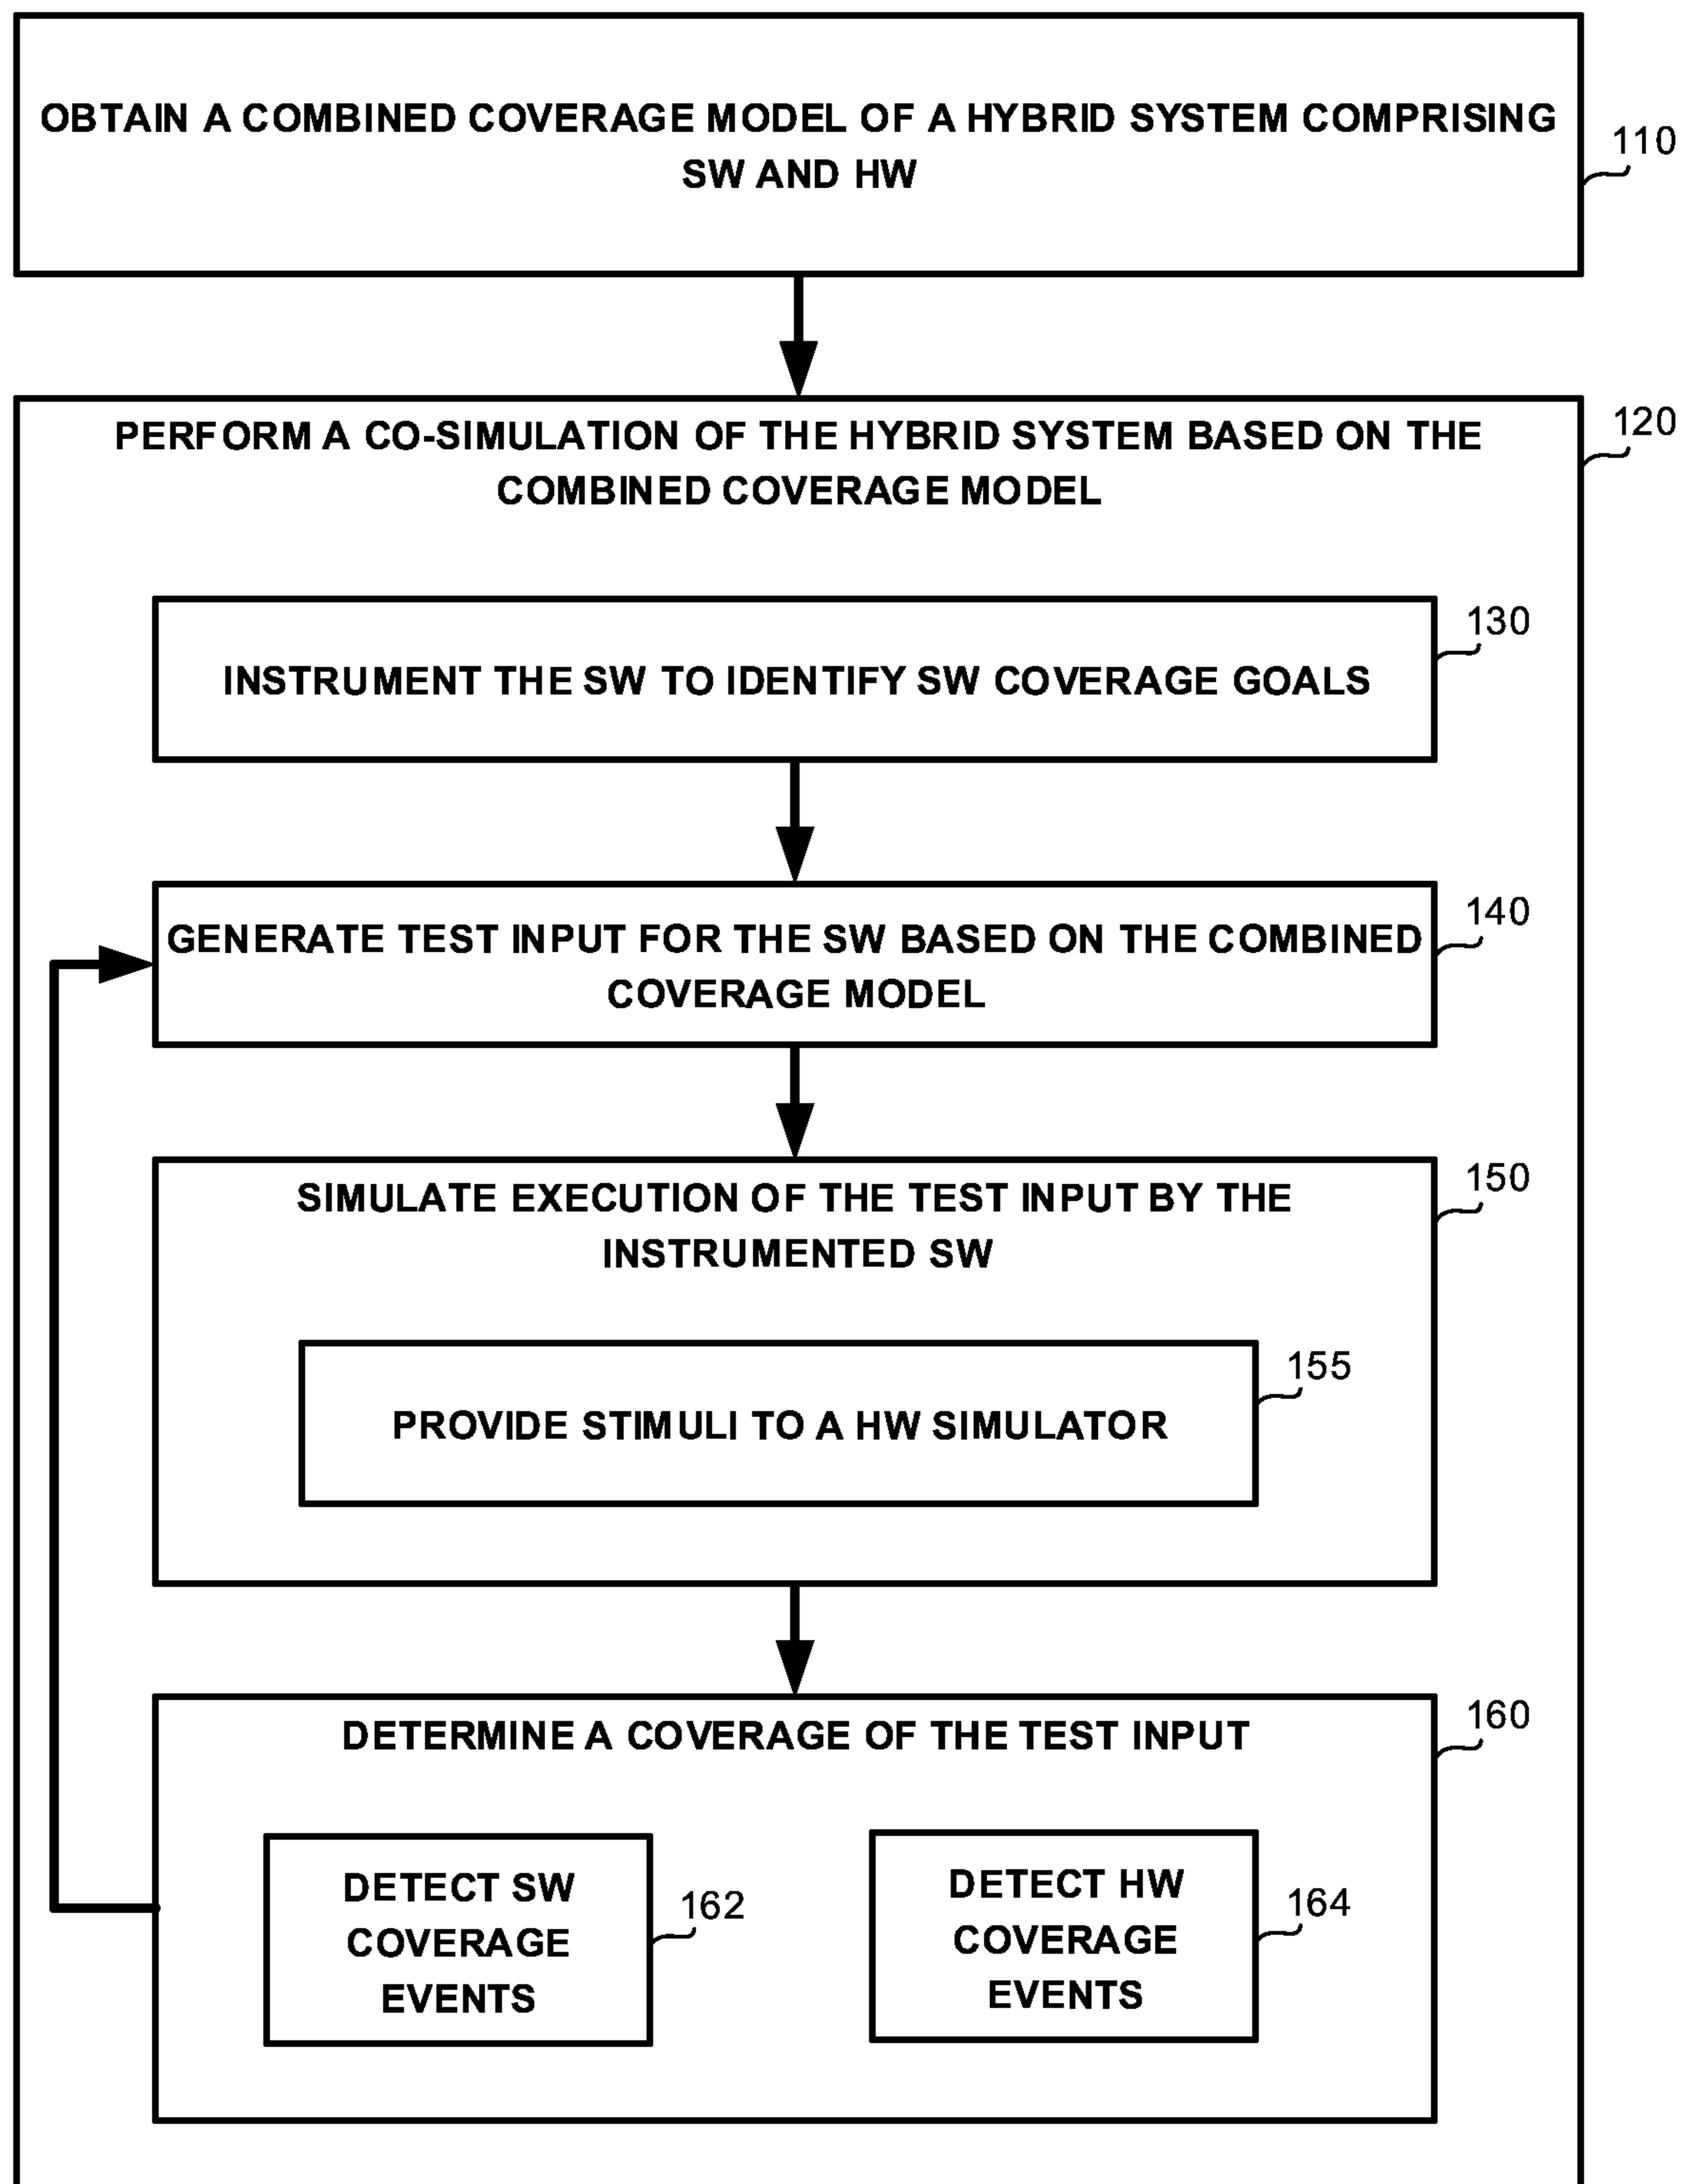 OBTAIN A COMBINED COVERAGE MODEL OF A HYBRID SYSTEM COMPRISING
SW AND HW
110
PERFORM A CO-SIMULATION OF THE HYBRID SYSTEM BASED ON THE
COMBINED COVERAGE MODEL
120
INSTRUMENT THE SW TO IDENTIFY SW COVERAGE GOALS
130
GENERATE TEST INPUT FOR THE SW BASED ON THE COMBINED
COVERAGE MODEL
140
SIMULATE EXECUTION OF THE TEST INPUT BY THE
INSTRUMENTED SW
150
PROVIDE STIMULI TO A HW SIMULATOR
155
DETERMINE A COVERAGE OF THE TEST INPUT
160
DETECT SW
COVERAGE
EVENTS
162
DETECT HW
COVERAGE
EVENTS
164